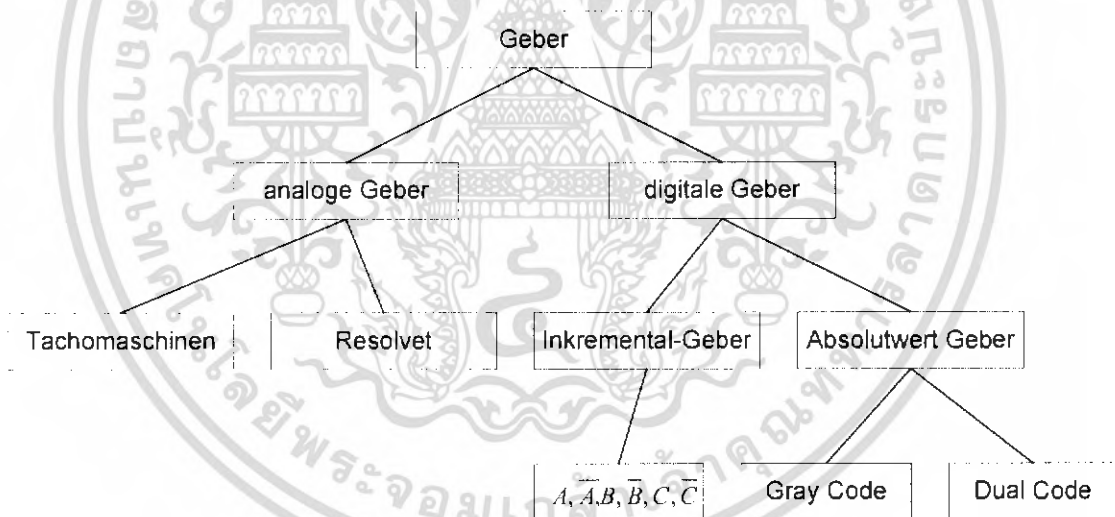 Geber
analoge Geber
digitale Geber
Tachomaschinen
Resolvet
Inkremental-Geber
Absolutwert Geber
A, A̅,B, B̅, C, C̅
Gray Code
Dual Code